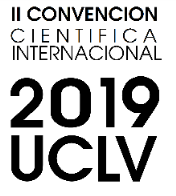 II CONVENCION
CIENTIFICA
INTERNACIONAL
2019
UCLV